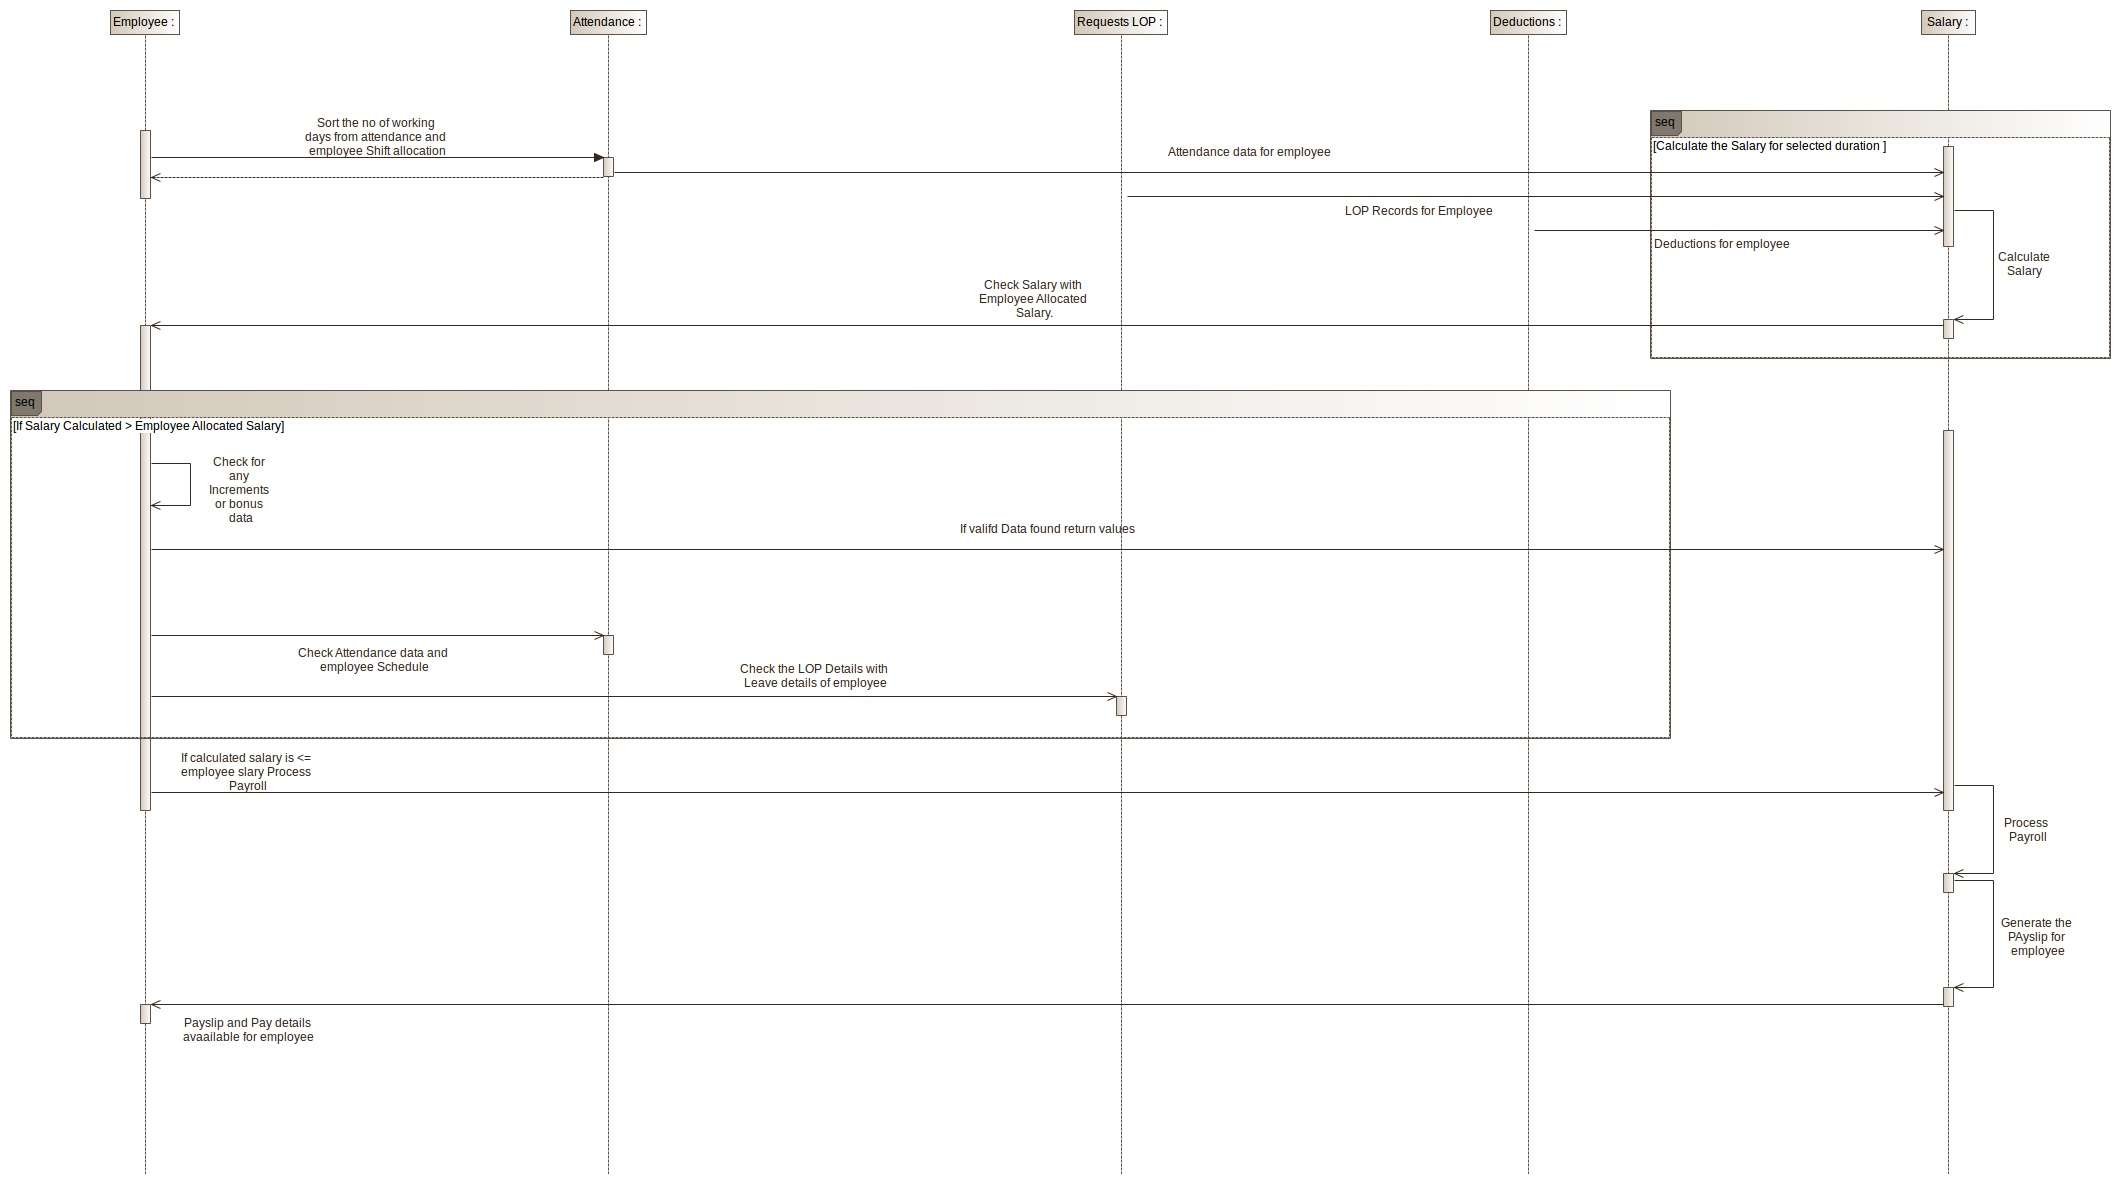 Employee :
Attendance :
Requests LOP :
Deductions :
Salary :
seq
[Calculate the Salary for selected duration ]
Sort the no of working
days from attendance and
employee Shift allocation
Attendance data for employee
LOP Records for Employee
Deductions for employee
Calculate
Salary
Check Salary with
Employee Allocated
Salary.
seq
[If Salary Calculated > Employee Allocated Salary]
Check for
any
Increments
or bonus
data
If valifd Data found return values
Check Attendance data and
employee Schedule
Check the LOP Details with
Leave details of employee
If calculated salary is <=
employee slary Process
Payroll
Process
Payroll
Generate the
PAyslip for
employee
Payslip and Pay details
avaailable for employee